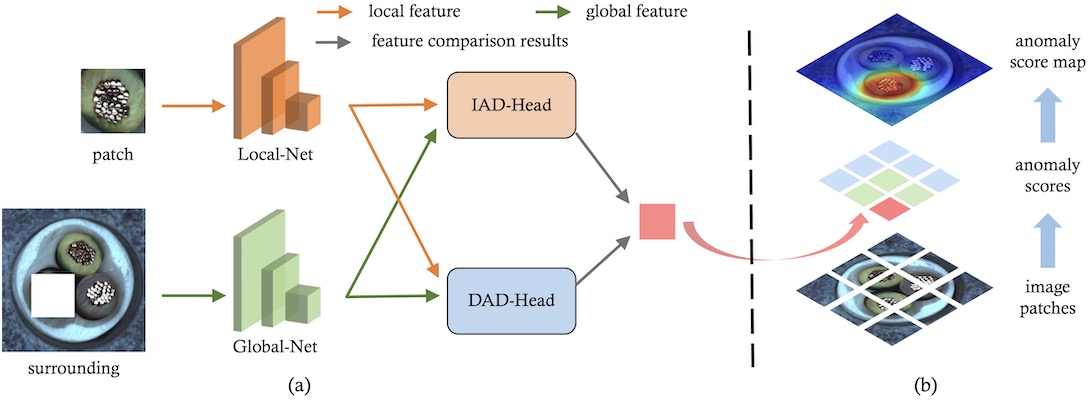 local feature
global feature
feature comparison results
patch
Local-Net
IAD-Head
surrounding
Global-Net
DAD-Head
(a)
anomaly
score map
anomaly
scores
image
patches
(b)